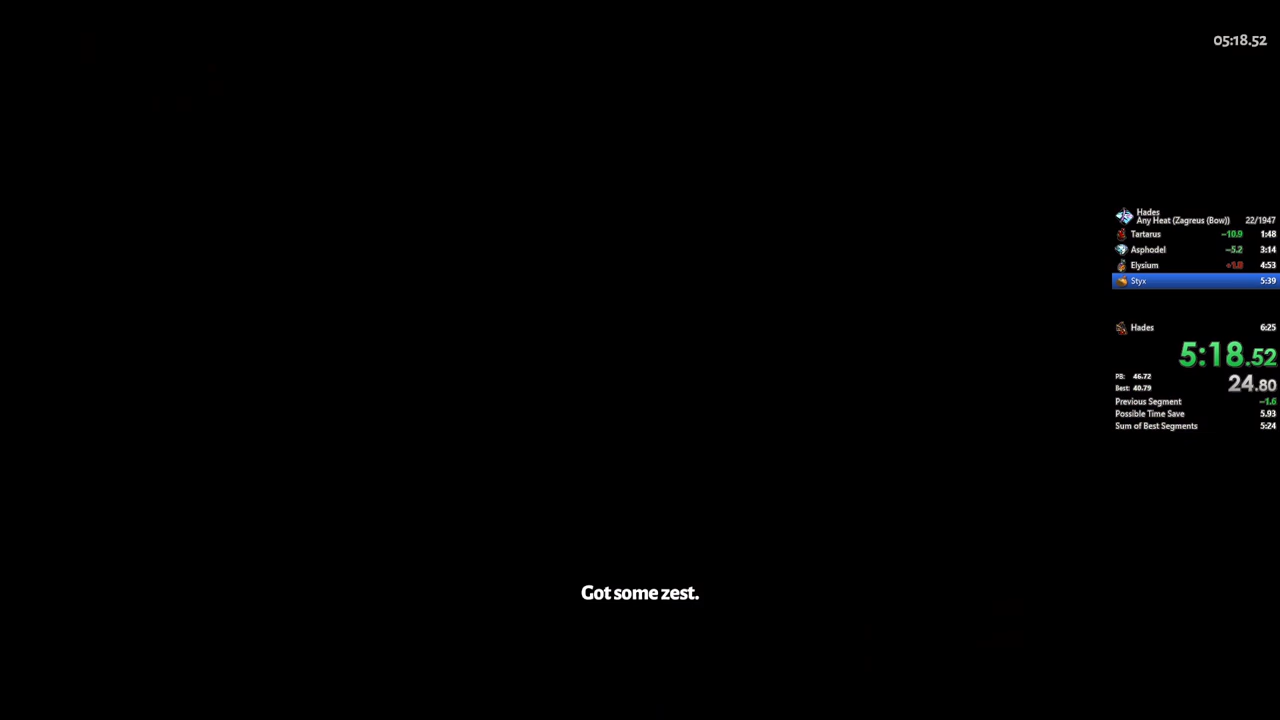 05:18.52
Hades
Any Heat (Zagreus (Bow)) 22/1947
Tartarus -10.9 1:48
Asphodel -5.2 3:14
Elysium +1.0 4:53
Styx 5:39
Hades 6:25
5:18.52
PB: 46.72
24.80
Best: 40.79
Previous Segment -1.6
Possible Time Save 5.93
Sum of Best Segments 5:24
Got some zest.